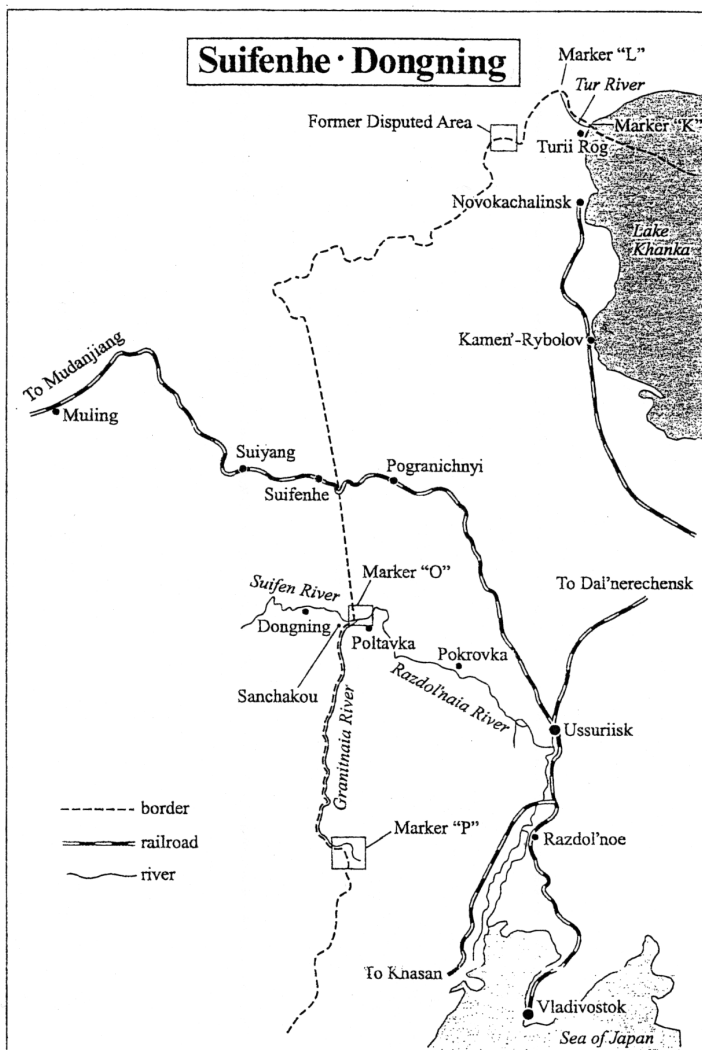 Suifenhe · Dongning
Marker "L"
Tur River
Former Disputed Area
Marker "K"
Turii Rog
Novokachalinsk
Lake
Khanka
Kamen'-Rybolov
To Mudanjiang
Muling
Suiyang
Suifenhe
Pogranichnyi
Suifen River
Marker "O"
To Dal'nerechensk
Dongning
Poltavka
Pokrovka
Sanchakou
Razdol'naia River
Granitnaia River
Ussuriisk
border
railroad
river
Marker "P"
Razdol'noe
To Khasan
Vladivostok
Sea of Japan